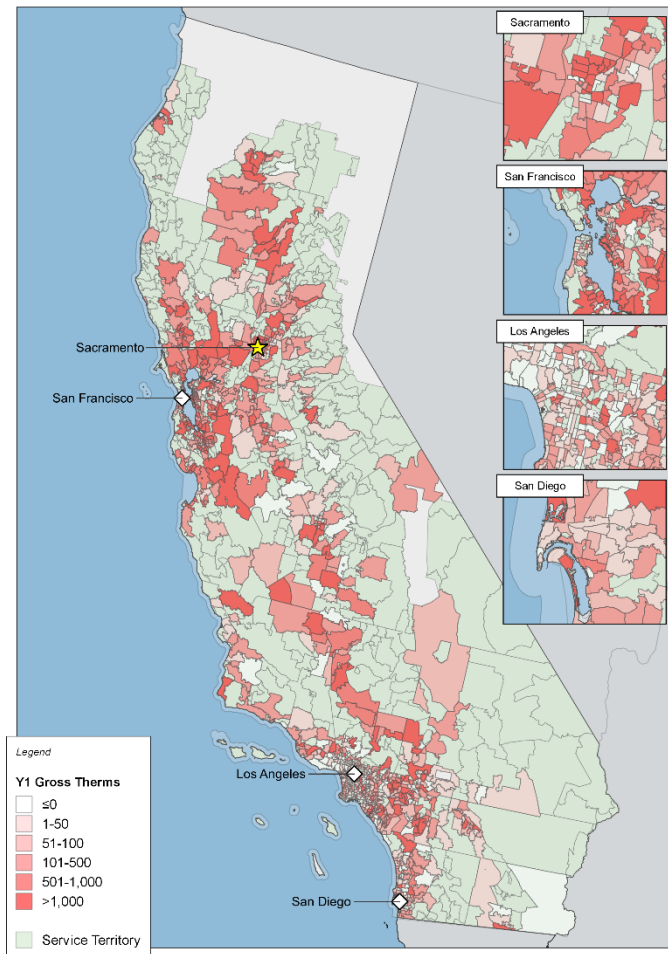 Sacramento
San Francisco
Los Angeles
San Diego
Sacramento
San Francisco
Los Angeles
San Diego
Legend
Y1 Gross Therms
≤0
1-50
51-100
101-500
501-1,000
>1,000
Service Territory